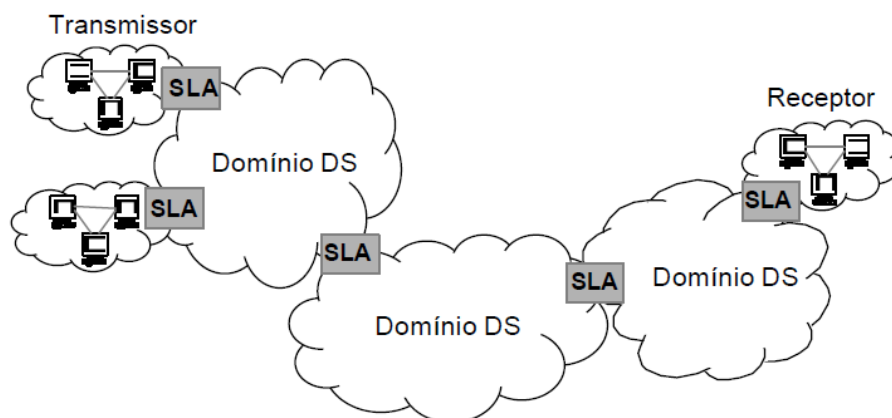 Transmissor
SLA
Receptor
Domínio DS
SLA
SLA
SLA
SLA
Domínio DS
Domínio DS